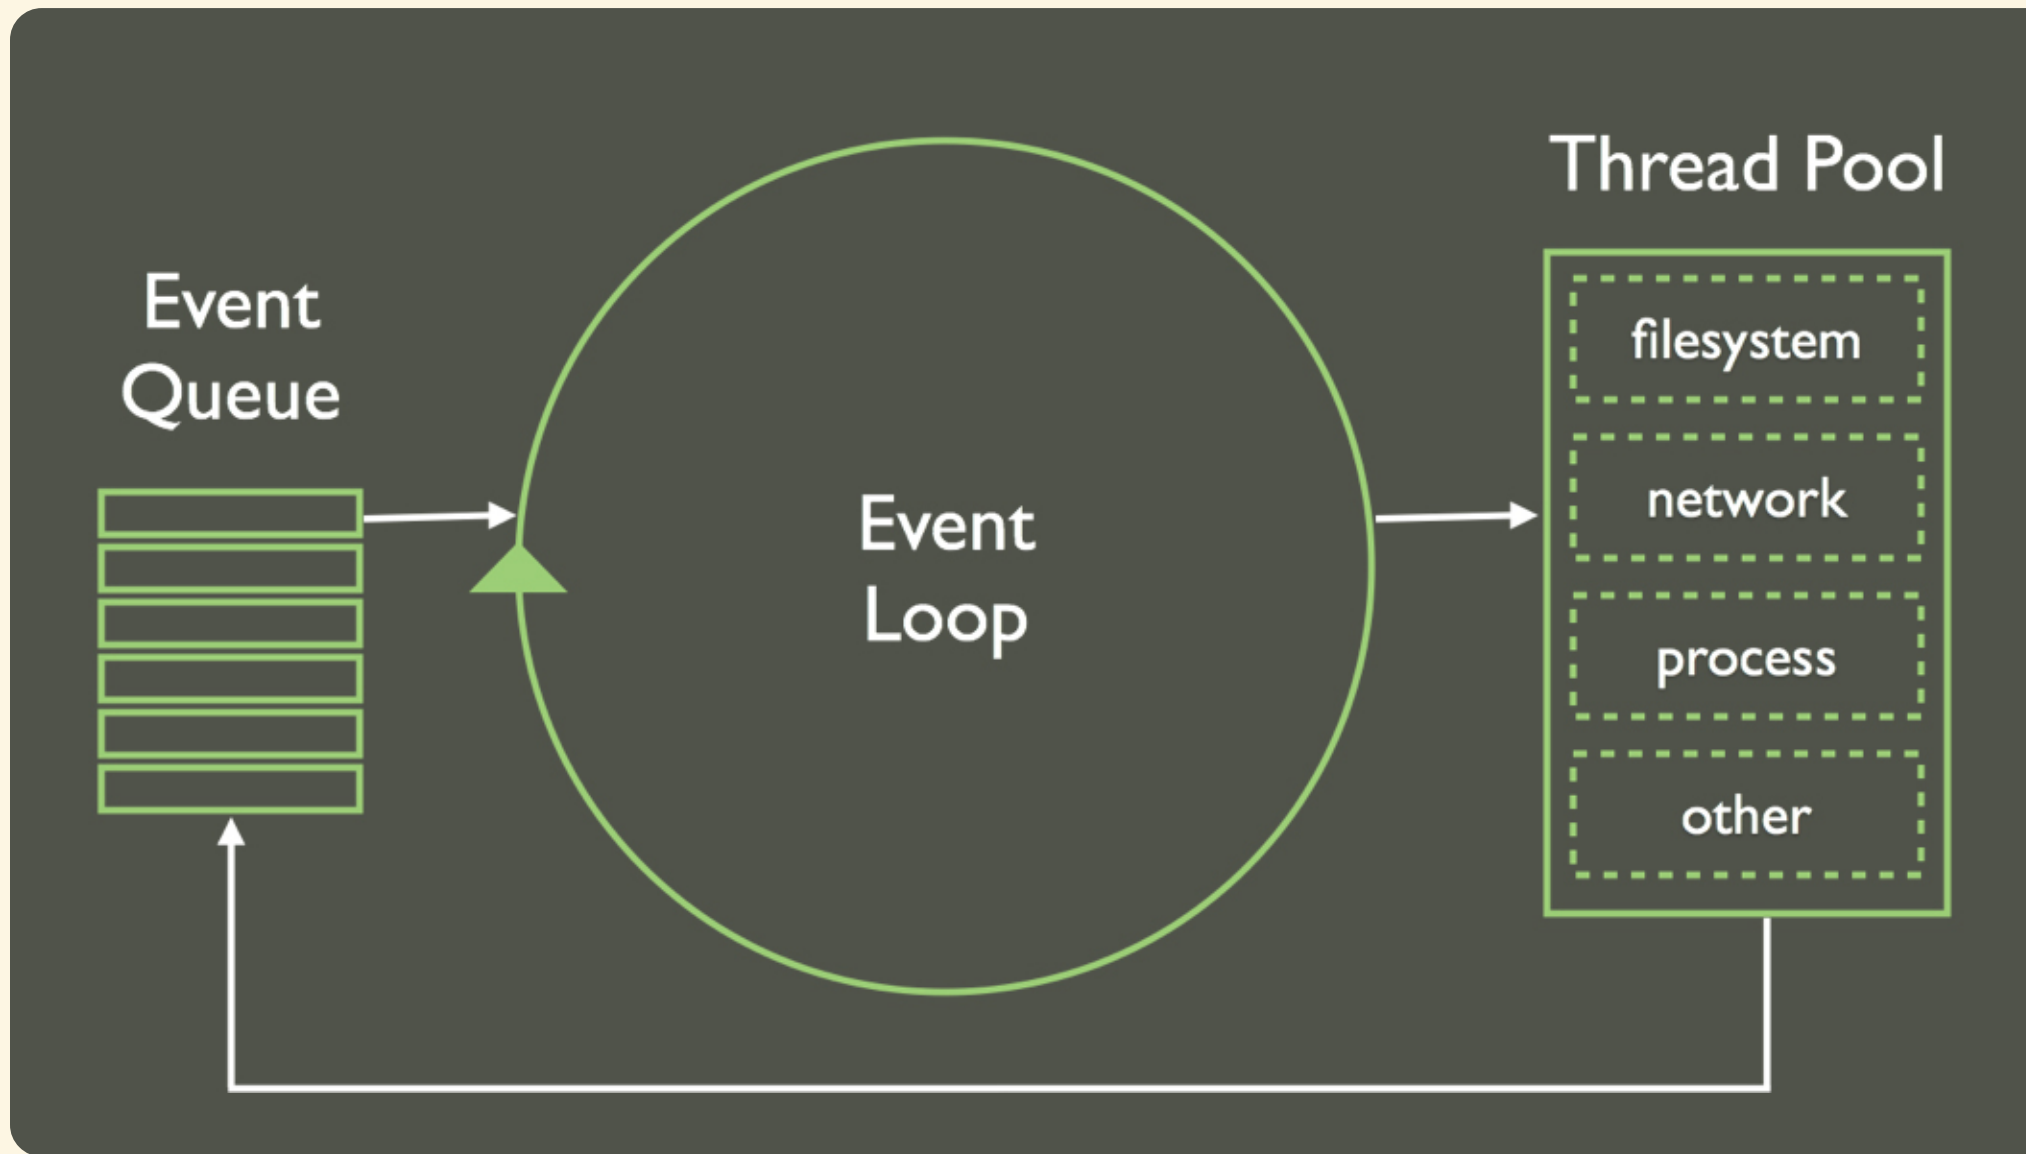 Event
Queue
Event
Loop
Thread Pool
filesystem
network
process
other